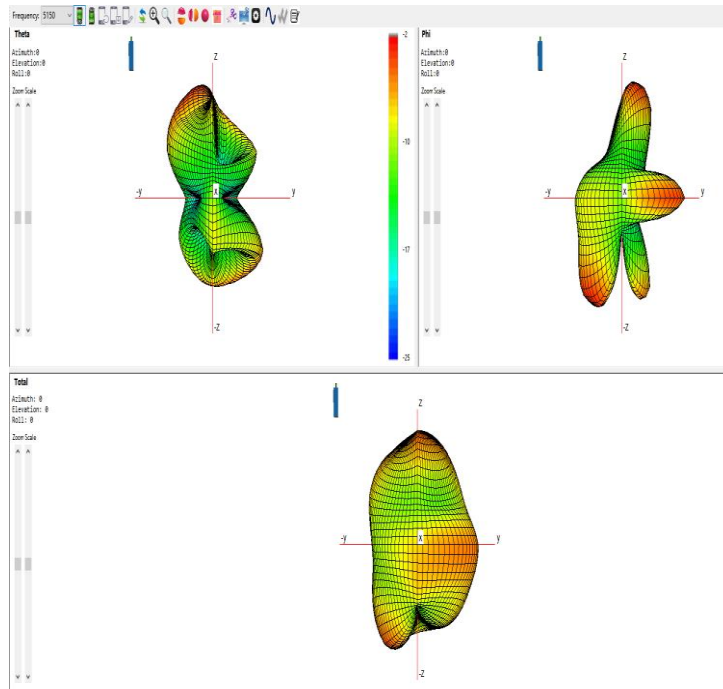 Frequency: 5150
Theta
Azimuth:0
Elevation:0
Roll:0
Zoom Scale
Z
-y
X
y
-Z
-2
-10
-17
-25
Phi
Azimuth:0
Elevation:0
Roll:0
Zoom Scale
Z
-y
X
y
-Z
Total
Azimuth: 0
Elevation: 0
Roll: 0
Zoom Scale
Z
-y
X
y
-Z